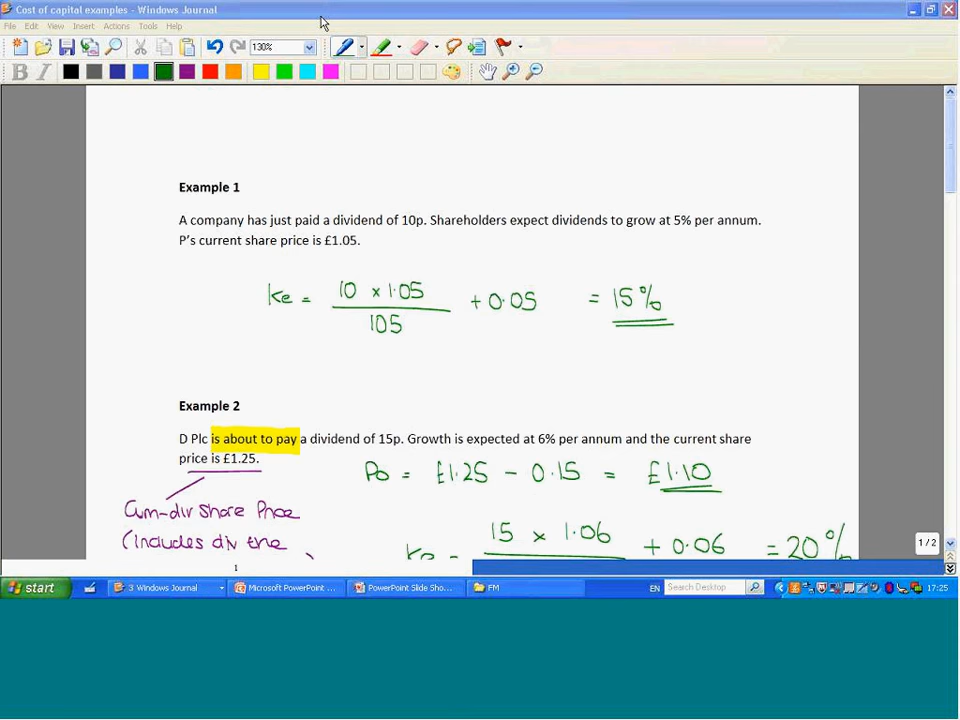 Cost of capital examples - Windows Journal
File Edit View Insert Actions Tools Help
130%
B I
Example 1
A company has just paid a dividend of 10p. Shareholders expect dividends to grow at 5% per annum.
P's current share price is £1.05.
Ke = 10 x 1.05 + 0.05 = 15%
105
Example 2
D Plc is about to pay a dividend of 15p. Growth is expected at 6% per annum and the current share
price is £1.25.
Po = £1.25 - 0.15 = £1.10
Cum-div Share Price
(includes div the
15 x 1.06 + 0.06 = 20%
1
1 / 2
start 3 Windows Journal Microsoft PowerPoint ... PowerPoint Slide Sho... FM EN Search Desktop 17:25